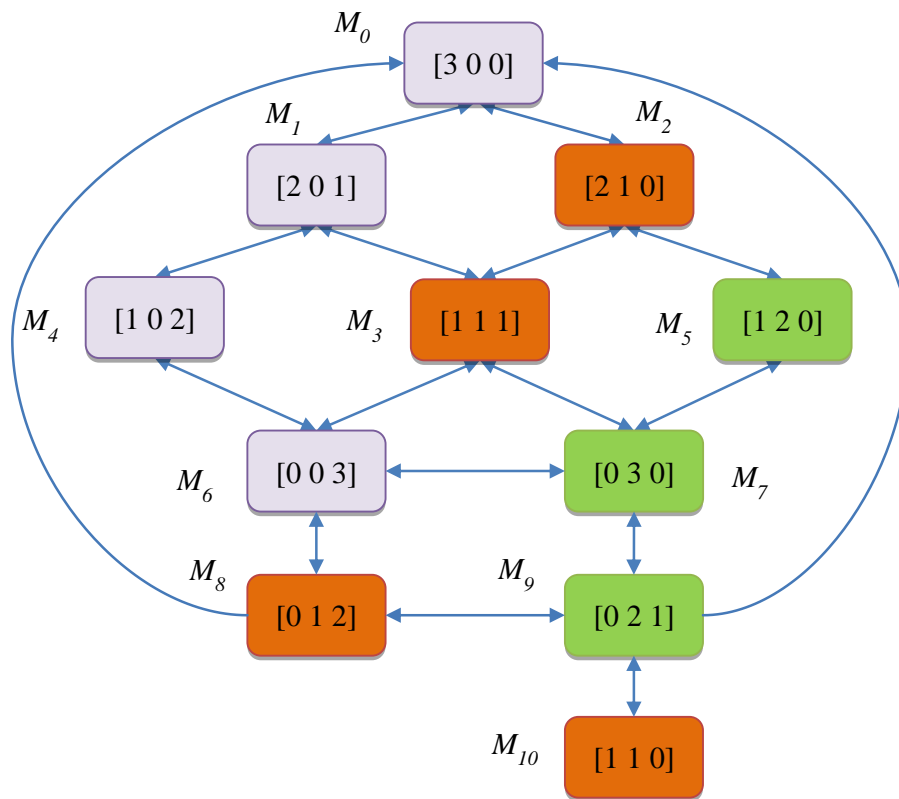 M0
[3 0 0]
M1
M2
[2 0 1]
[2 1 0]
M4
[1 0 2]
M3
[1 1 1]
M5
[1 2 0]
[0 0 3]
[0 3 0]
M6
M7
M8
M9
[0 1 2]
[0 2 1]
M10
[1 1 0]